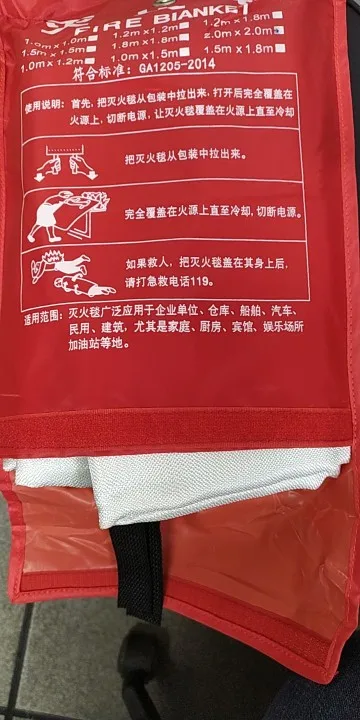 FIRE BLANKET
1.0m×1.0m 1.2m×1.2m 1.2m×1.8m
1.5m×1.5m 1.8m×1.8m 2.0m×2.0m
1.0m×1.2m 1.0m×1.5m 1.5m×1.8m
符合标准：GA1205-2014
使用说明：首先，把灭火毯从包装中拉出来，打开后完全覆盖在
火源上，切断电源，让灭火毯覆盖在火源上直至冷却
把灭火毯从包装中拉出来。
完全覆盖在火源上直至冷却，切断电源。
如果救人，把灭火毯盖在其身上后，
请打急救电话119。
适用范围：灭火毯广泛应用于企业单位、仓库、船舶、汽车、
民用、建筑，尤其是家庭、厨房、宾馆、娱乐场所
加油站等地。